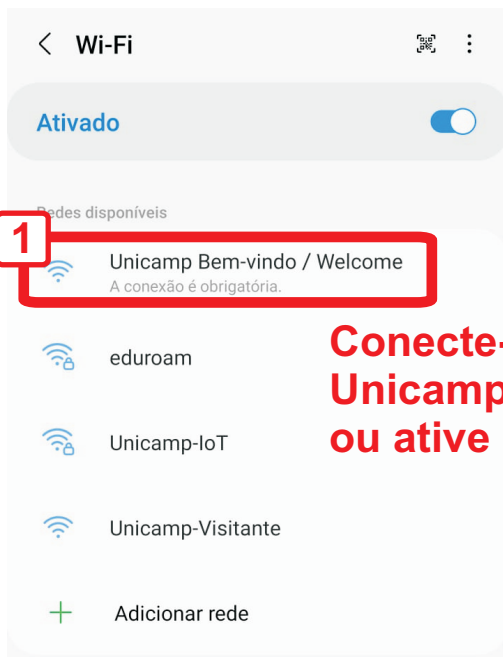 Wi-Fi
Ativado
Redes disponíveis
1
Unicamp Bem-vindo / Welcome
A conexão é obrigatória.
eduroam
Conecte-
Unicamp
ou ative
Unicamp-IoT
Unicamp-Visitante
Adicionar rede